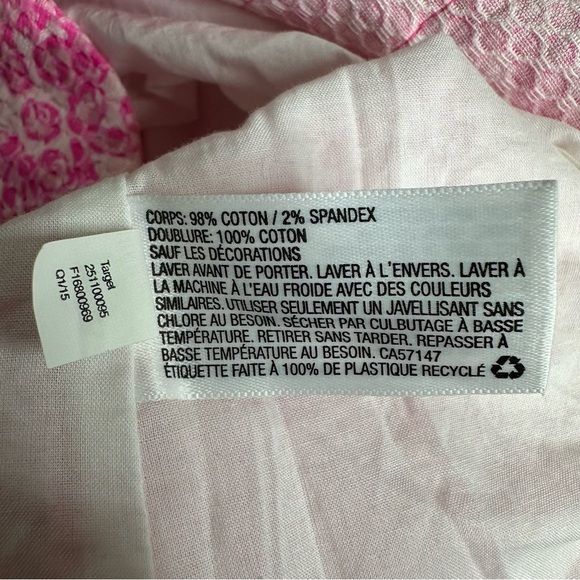 CORPS: 98% COTON / 2% SPANDEX
DOUBLURE: 100% COTON
SAUF LES DÉCORATIONS
LAVER AVANT DE PORTER. LAVER À L'ENVERS. LAVER À
LA MACHINE À L'EAU FROIDE AVEC DES COULEURS
SIMILAIRES. UTILISER SEULEMENT UN JAVELLISANT SANS
CHLORE AU BESOIN. SÉCHER PAR CULBUTAGE À BASSE
TEMPÉRATURE. RETIRER SANS TARDER. REPASSER À
BASSE TEMPÉRATURE AU BESOIN. CA57147
ÉTIQUETTE FAITE À 100% DE PLASTIQUE RECYCLÉ
Target
251100095
F16800969
Q1/15